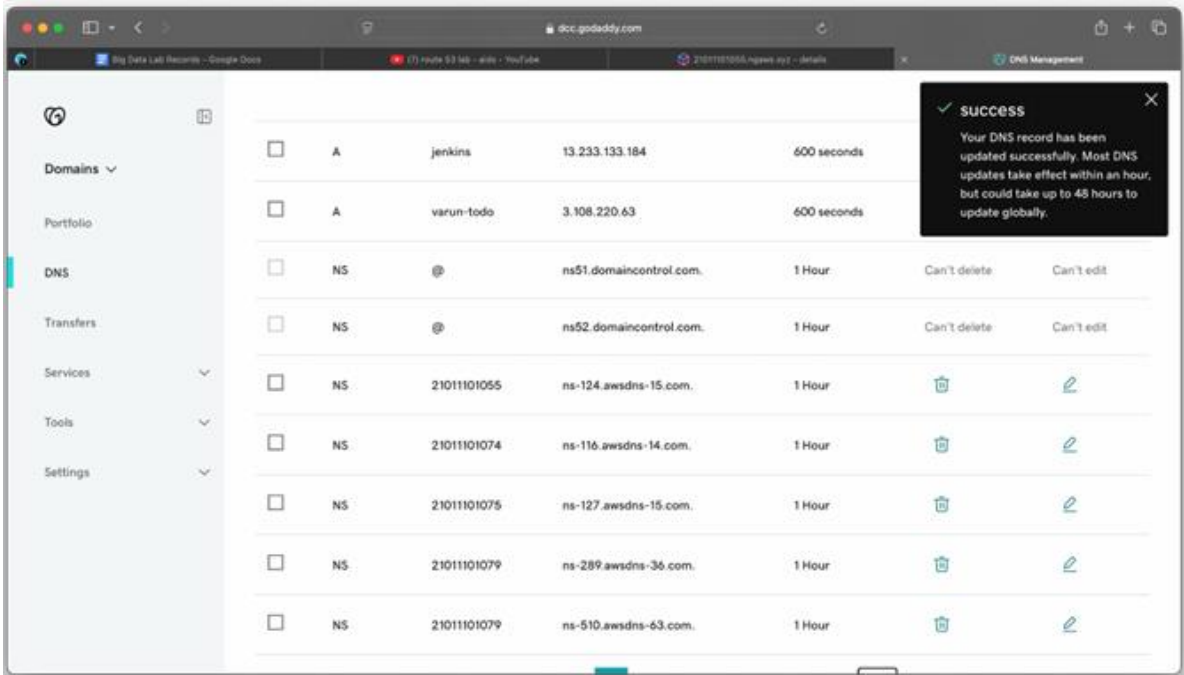 dcc.godaddy.com
Big Data Lab Records - Google Docs
(7) route 53 lab - aids - YouTube
21011101055.ngaws.xyz - details
DNS Management
success
Your DNS record has been
updated successfully. Most DNS
updates take effect within an hour,
but could take up to 48 hours to
update globally.
Domains
Portfolio
DNS
Transfers
Services
Tools
Settings
A jenkins 13.233.133.184 600 seconds
A varun-todo 3.108.220.63 600 seconds
NS @ ns51.domaincontrol.com. 1 Hour Can't delete Can't edit
NS @ ns52.domaincontrol.com. 1 Hour Can't delete Can't edit
NS 21011101055 ns-124.awsdns-15.com. 1 Hour
NS 21011101074 ns-116.awsdns-14.com. 1 Hour
NS 21011101075 ns-127.awsdns-15.com. 1 Hour
NS 21011101079 ns-289.awsdns-36.com. 1 Hour
NS 21011101079 ns-510.awsdns-63.com. 1 Hour